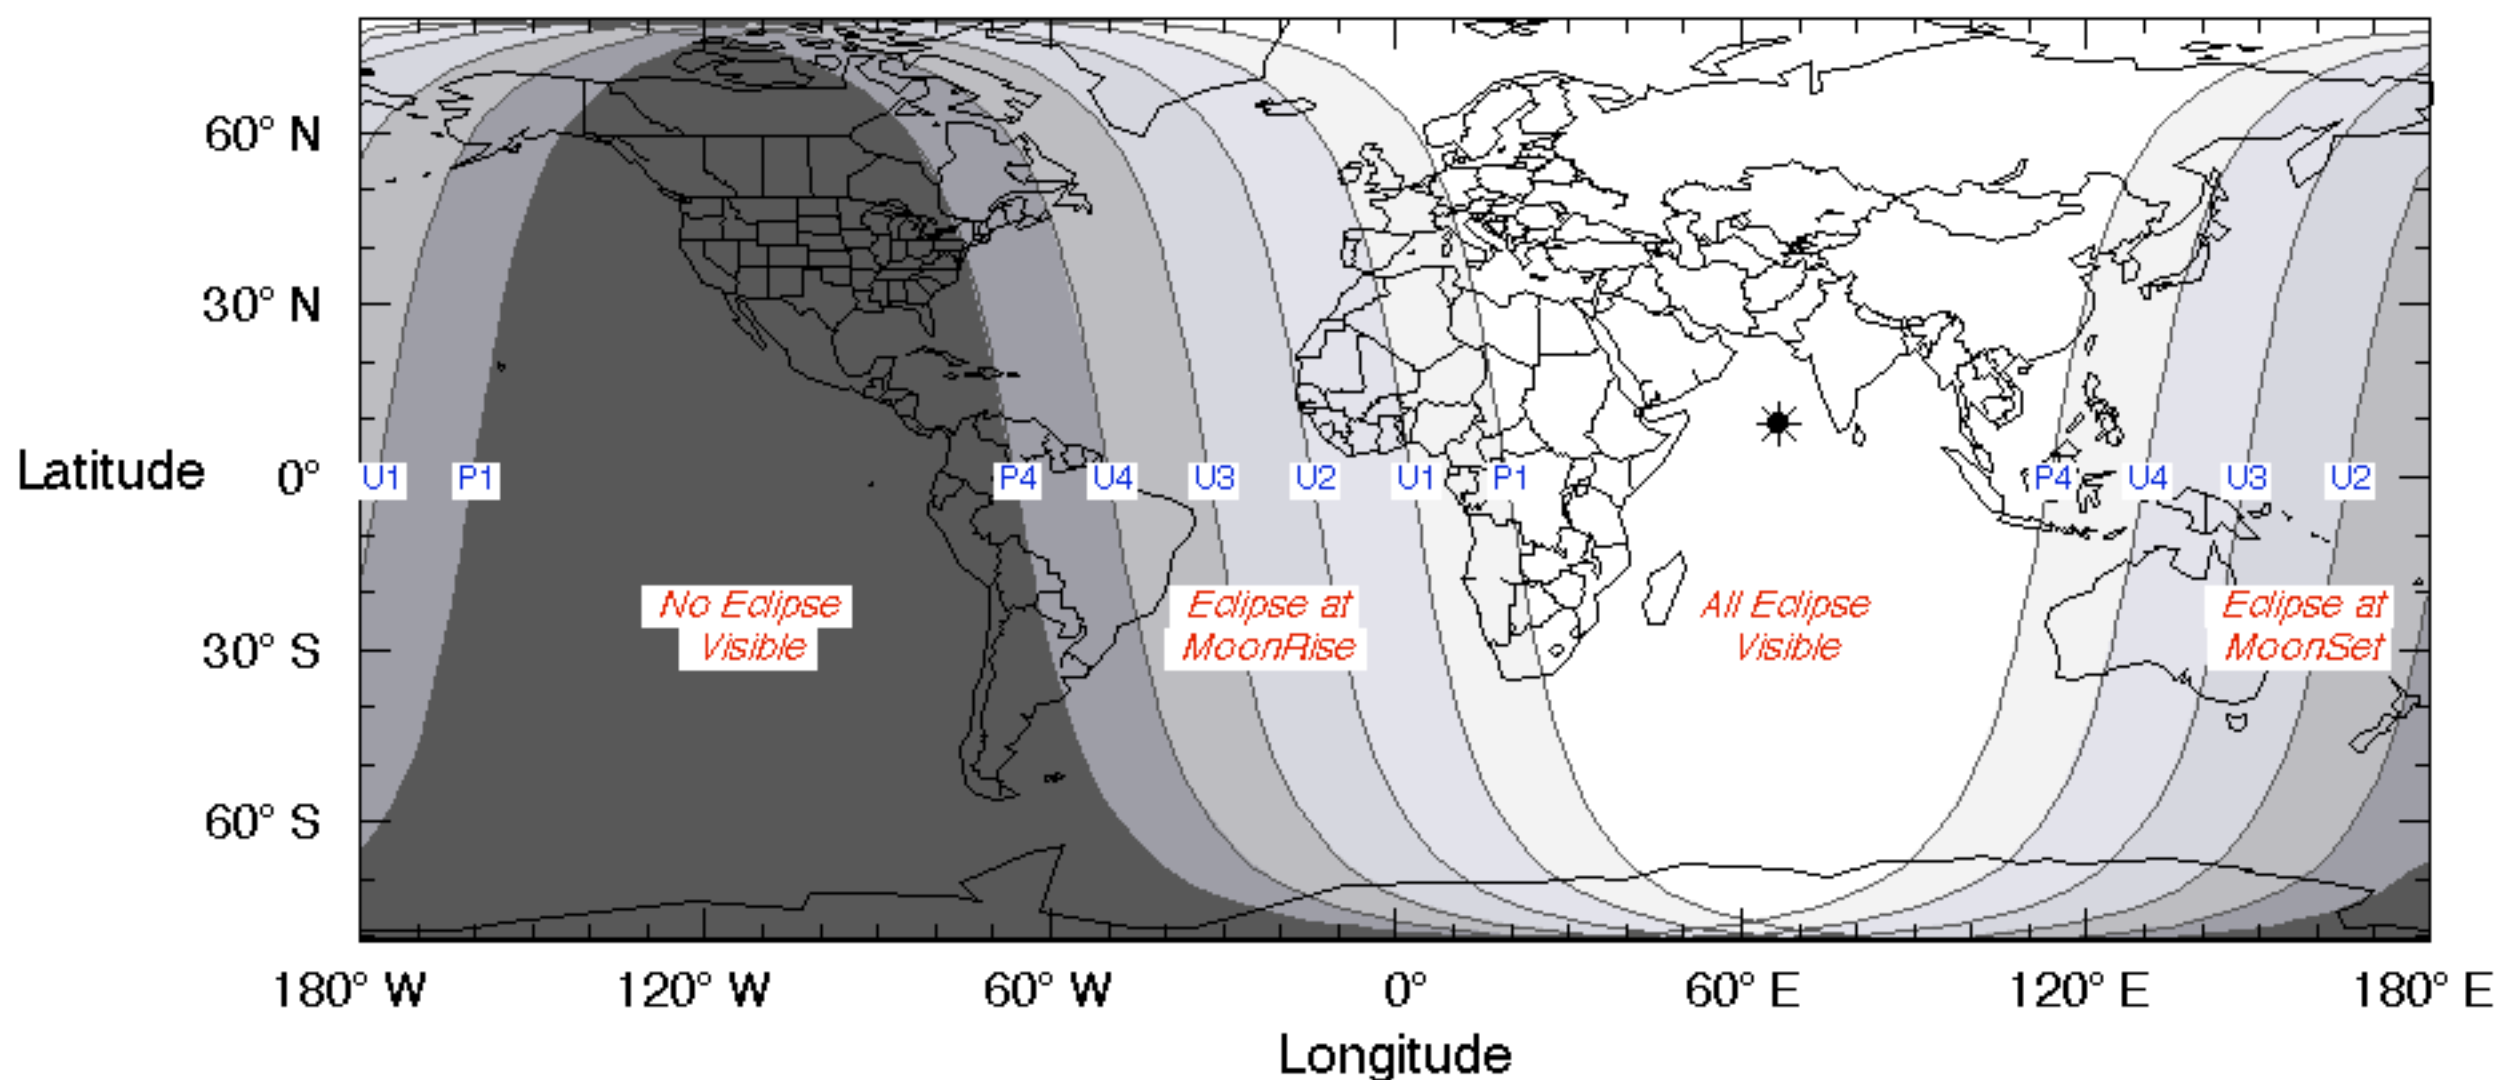 60° N
30° N
Latitude 0°
U1 P1 P4 U4 U3 U2 U1 P1 P4 U4 U3 U2
No Eclipse
Visible
Eclipse at
MoonRise
All Eclipse
Visible
Eclipse at
MoonSet
30° S
60° S
180° W 120° W 60° W 0° 60° E 120° E 180° E
Longitude